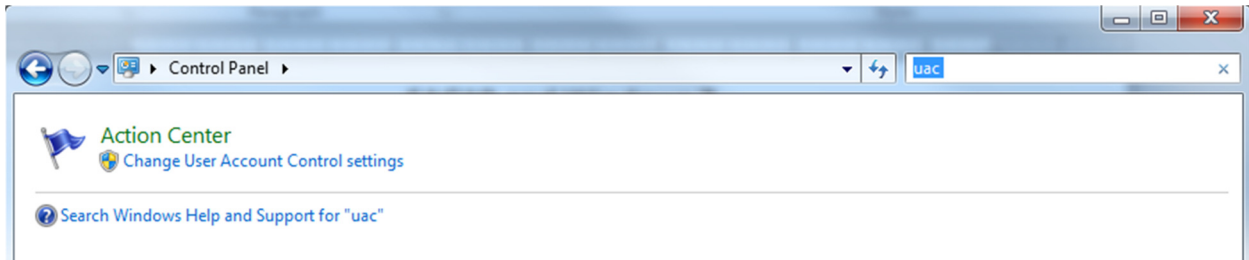 Control Panel
uac
Action Center
Change User Account Control settings
Search Windows Help and Support for "uac"